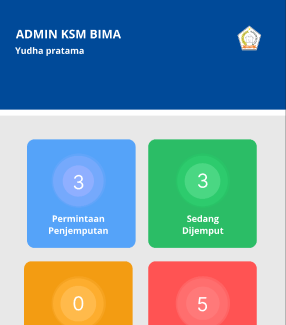 ADMIN KSM BIMA
Yudha pratama
3
3
Permintaan
Penjemputan
Sedang
Dijemput
0
5